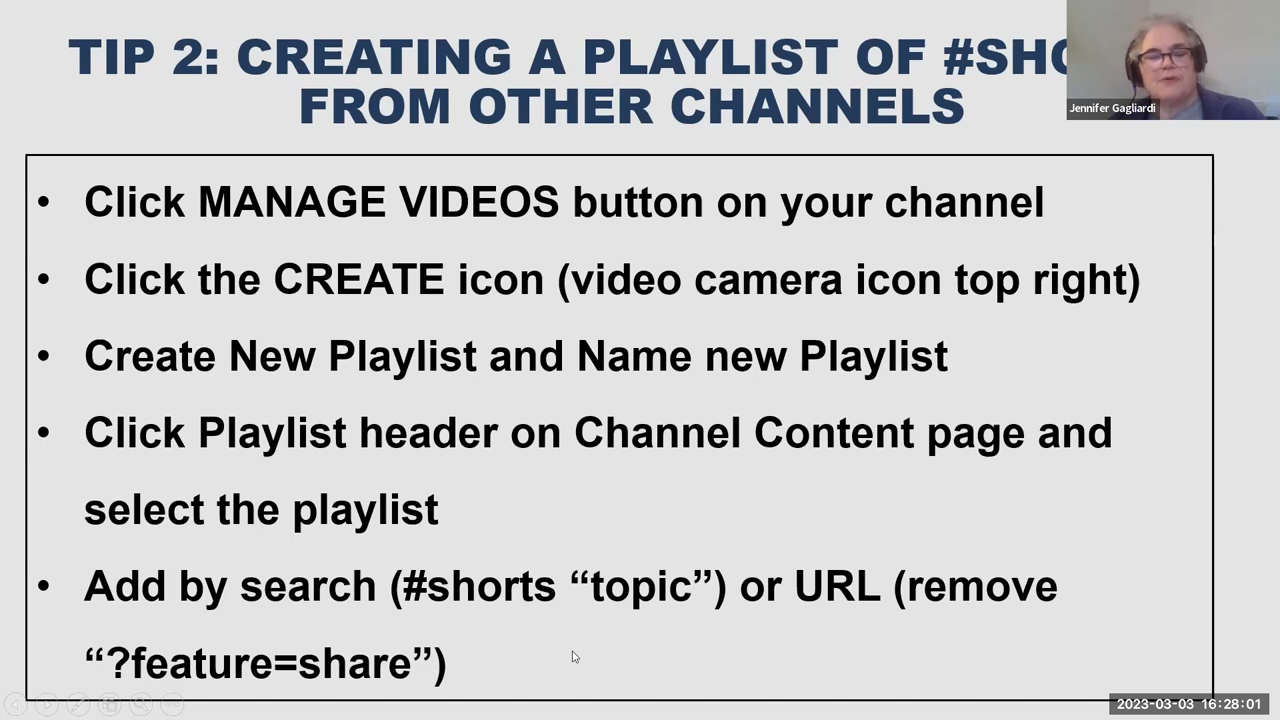 TIP 2: CREATING A PLAYLIST OF #SHO
FROM OTHER CHANNELS
Jennifer Gagliardi
• Click MANAGE VIDEOS button on your channel
• Click the CREATE icon (video camera icon top right)
• Create New Playlist and Name new Playlist
• Click Playlist header on Channel Content page and
select the playlist
• Add by search (#shorts “topic”) or URL (remove
“?feature=share”)
2023-03-03 16:28:01